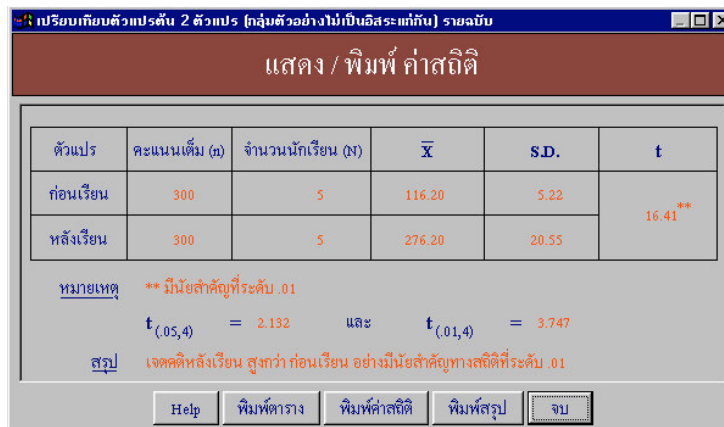 เปรียบเทียบตัวแปรต้น 2 ตัวแปร (กลุ่มตัวอย่างไม่เป็นอิสระแก่กัน) รายฉบับ
แสดง / พิมพ์ ค่าสถิติ
ตัวแปร คะแนนเต็ม (n) จำนวนนักเรียน (N) X̅ S.D. t
ก่อนเรียน 300 5 116.20 5.22 16.41**
หลังเรียน 300 5 276.20 20.55
หมายเหตุ ** มีนัยสำคัญที่ระดับ .01
t(.05,4) = 2.132 และ t(.01,4) = 3.747
สรุป เจตคติหลังเรียน สูงกว่า ก่อนเรียน อย่างมีนัยสำคัญทางสถิติที่ระดับ .01
Help พิมพ์ตาราง พิมพ์ค่าสถิติ พิมพ์สรุป จบ